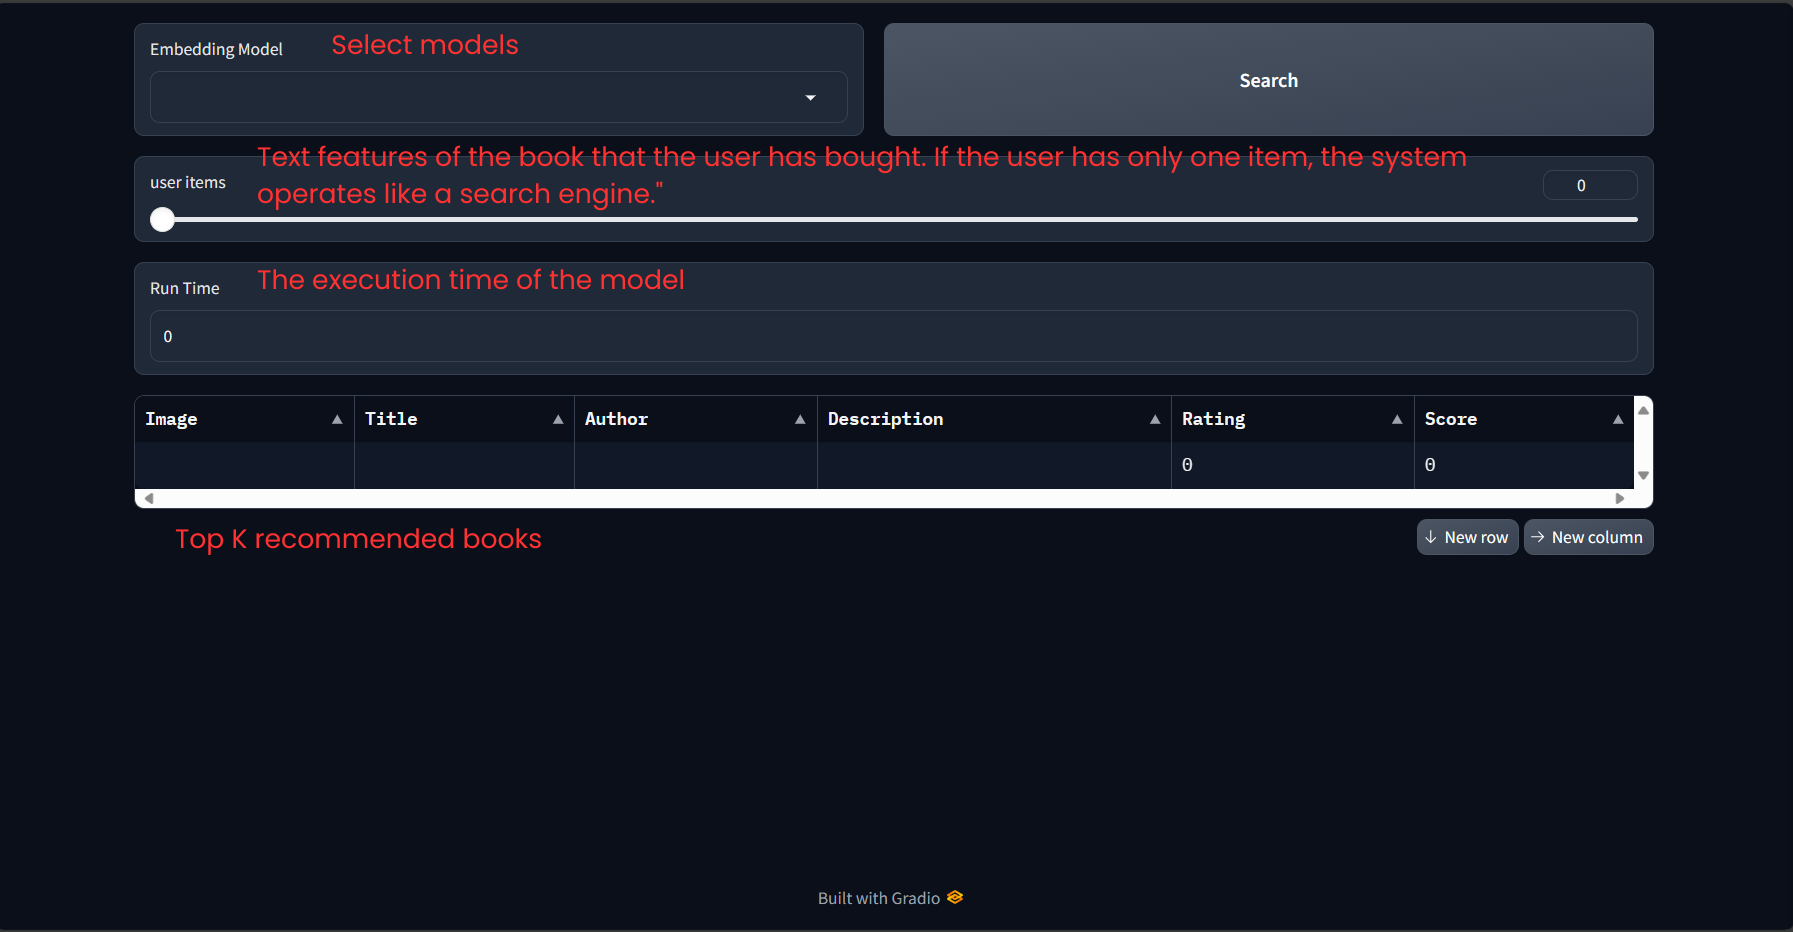 Embedding Model
Select models
Search
Text features of the book that the user has bought. If the user has only one item, the system
operates like a search engine."
user items
0
The execution time of the model
Run Time
0
Image Title Author Description Rating Score
0 0
Top K recommended books
↓ New row → New column
Built with Gradio